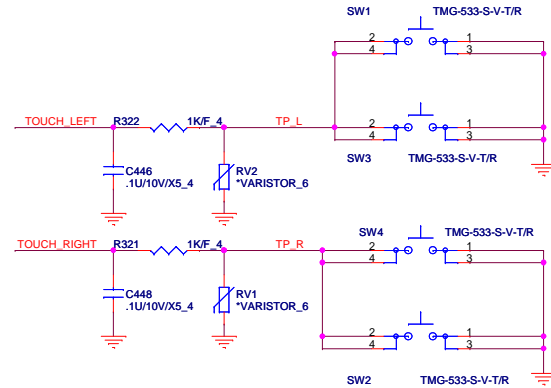 SW1 TMG-533-S-V-T/R
2 1
4 3
TOUCH_LEFT R322 1K/F_4 TP_L 2 1
4 3
SW3 TMG-533-S-V-T/R
C446 RV2
.1U/10V/X5_4 *VARISTOR_6
TOUCH_RIGHT R321 1K/F_4 TP_R SW4 TMG-533-S-V-T/R
2 1
4 3
C448 RV1
.1U/10V/X5_4 *VARISTOR_6
2 1
4 3
SW2 TMG-533-S-V-T/R